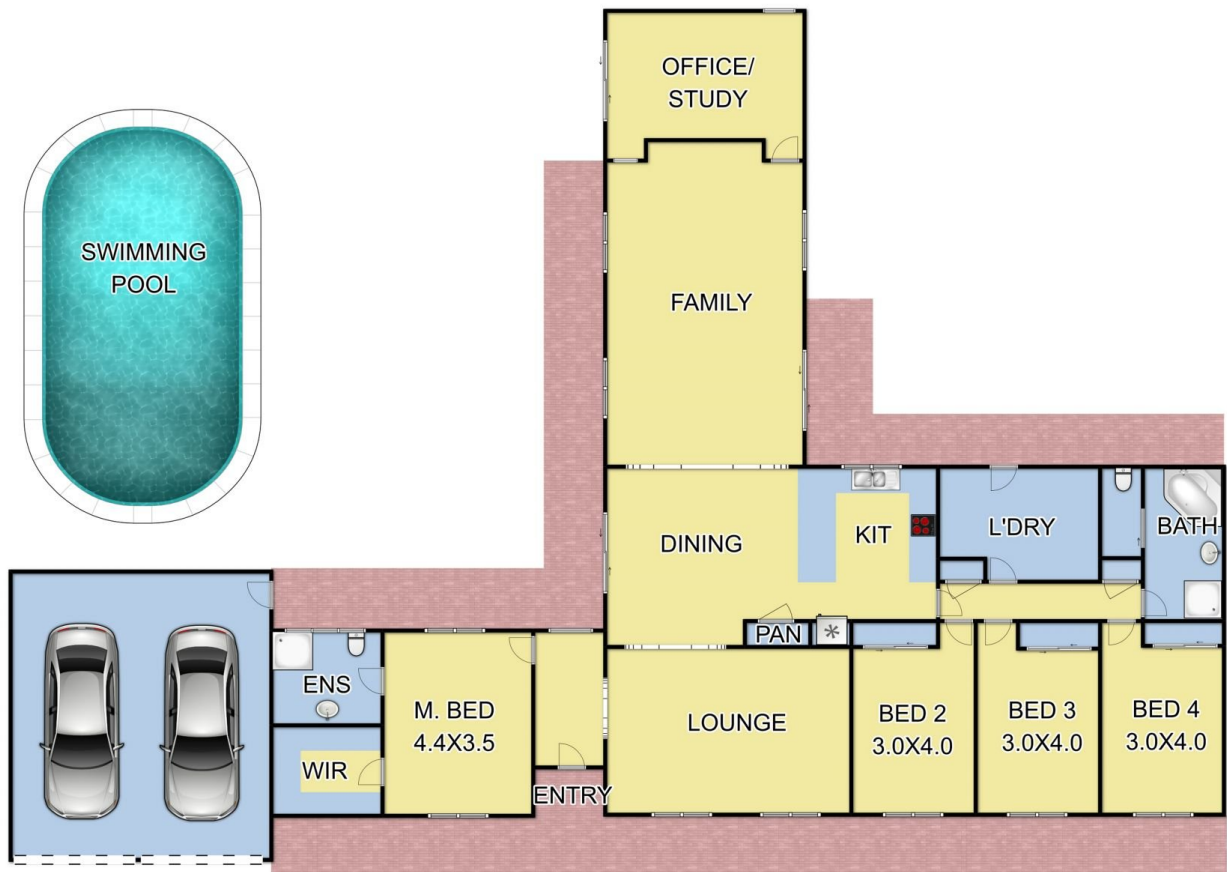 OFFICE/
STUDY
SWIMMING
POOL
FAMILY
DINING
KIT
L'DRY
BATH
PAN
ENS
M. BED
4.4X3.5
LOUNGE
BED 2
3.0X4.0
BED 3
3.0X4.0
BED 4
3.0X4.0
WIR
ENTRY